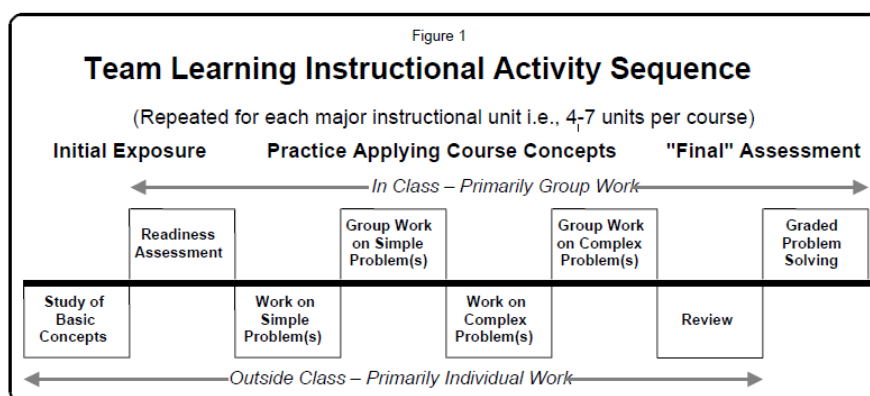 Figure 1
Team Learning Instructional Activity Sequence
(Repeated for each major instructional unit i.e., 4-7 units per course)
Initial Exposure Practice Applying Course Concepts "Final" Assessment
In Class – Primarily Group Work
Readiness
Assessment
Group Work
on Simple
Problem(s)
Group Work
on Complex
Problem(s)
Graded
Problem
Solving
Study of
Basic
Concepts
Work on
Simple
Problem(s)
Work on
Complex
Problem(s)
Review
Outside Class – Primarily Individual Work